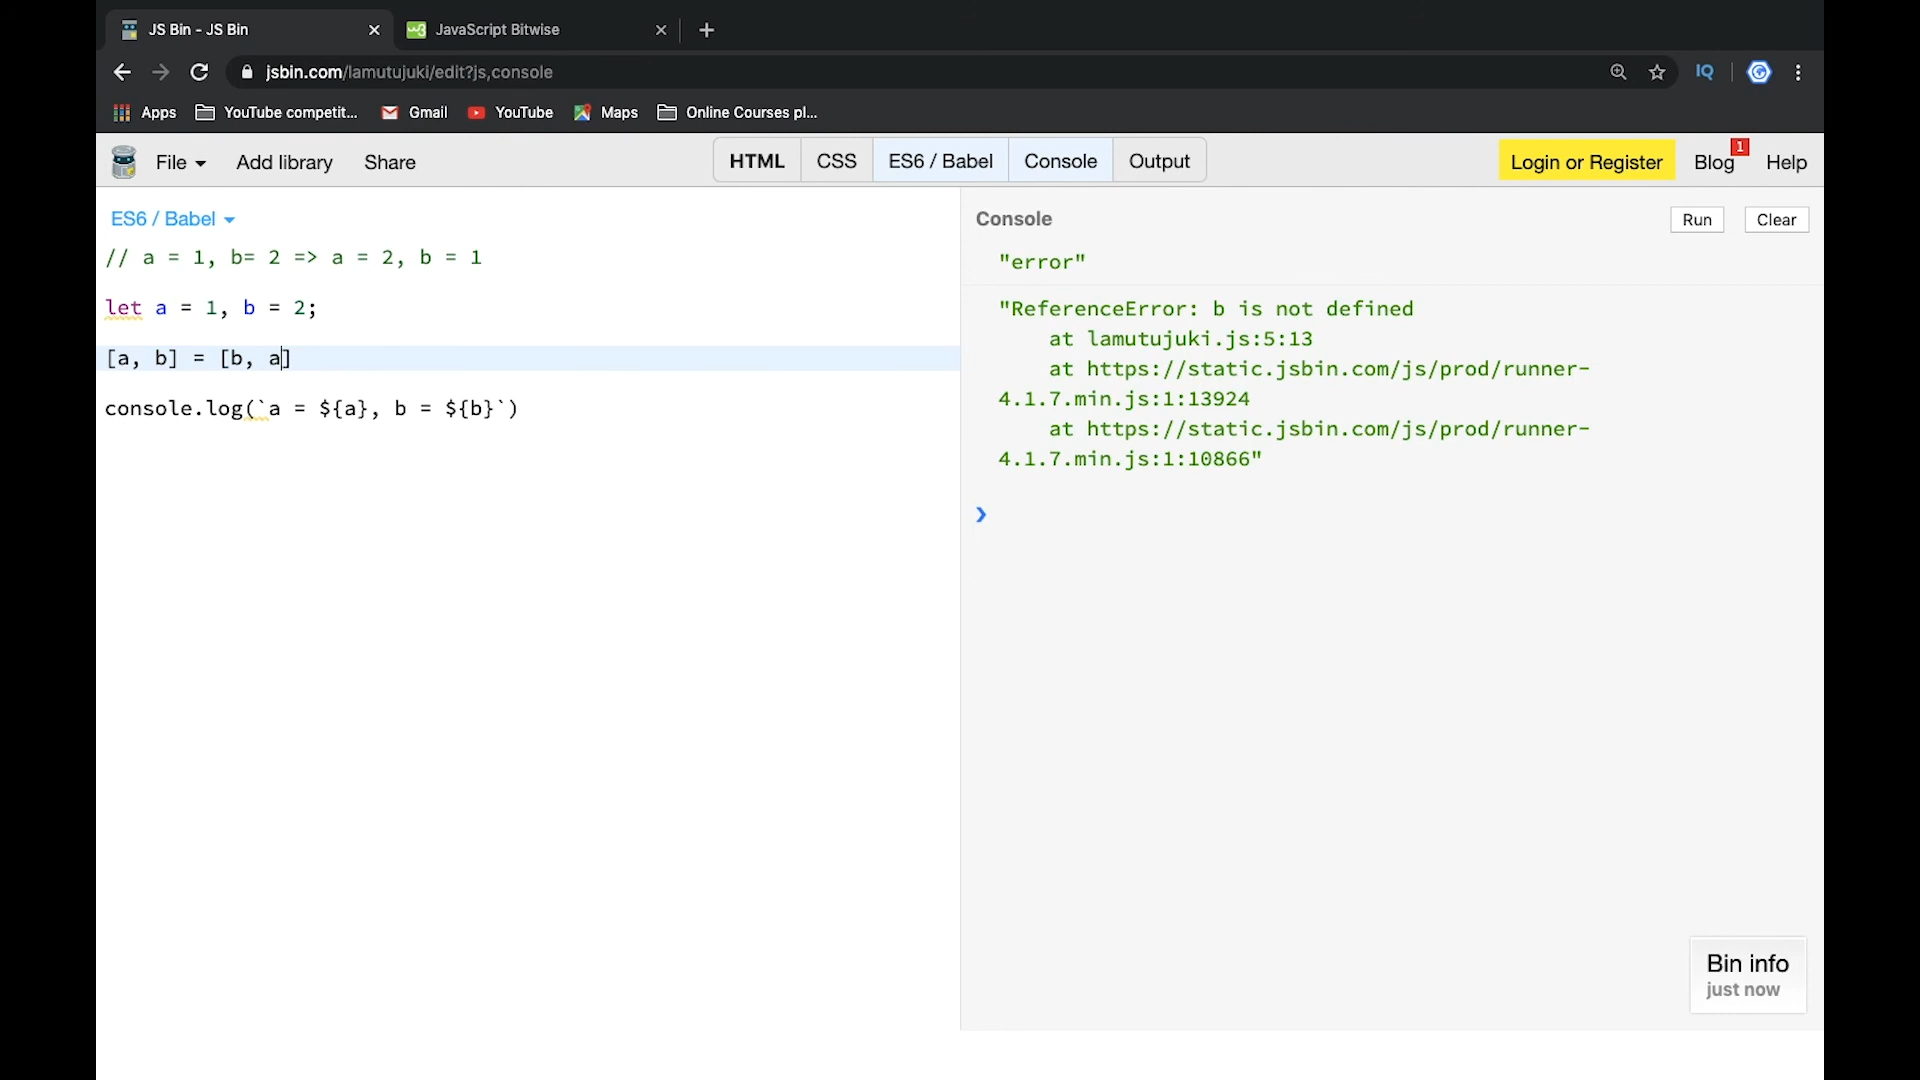 JS Bin - JS Bin
JavaScript Bitwise
jsbin.com/lamutujuki/edit?js,console
IQ
Apps
YouTube competit...
Gmail
YouTube
Maps
Online Courses pl...
File
Add library
Share
HTML
CSS
ES6 / Babel
Console
Output
Login or Register
Blog
1
Help
ES6 / Babel
// a = 1, b= 2 => a = 2, b = 1
let a = 1, b = 2;
[a, b] = [b, a]
console.log(`a = ${a}, b = ${b}`)
Console
Run
Clear
"error"
"ReferenceError: b is not defined
at lamutujuki.js:5:13
at https://static.jsbin.com/js/prod/runner-
4.1.7.min.js:1:13924
at https://static.jsbin.com/js/prod/runner-
4.1.7.min.js:1:10866"
Bin info
just now